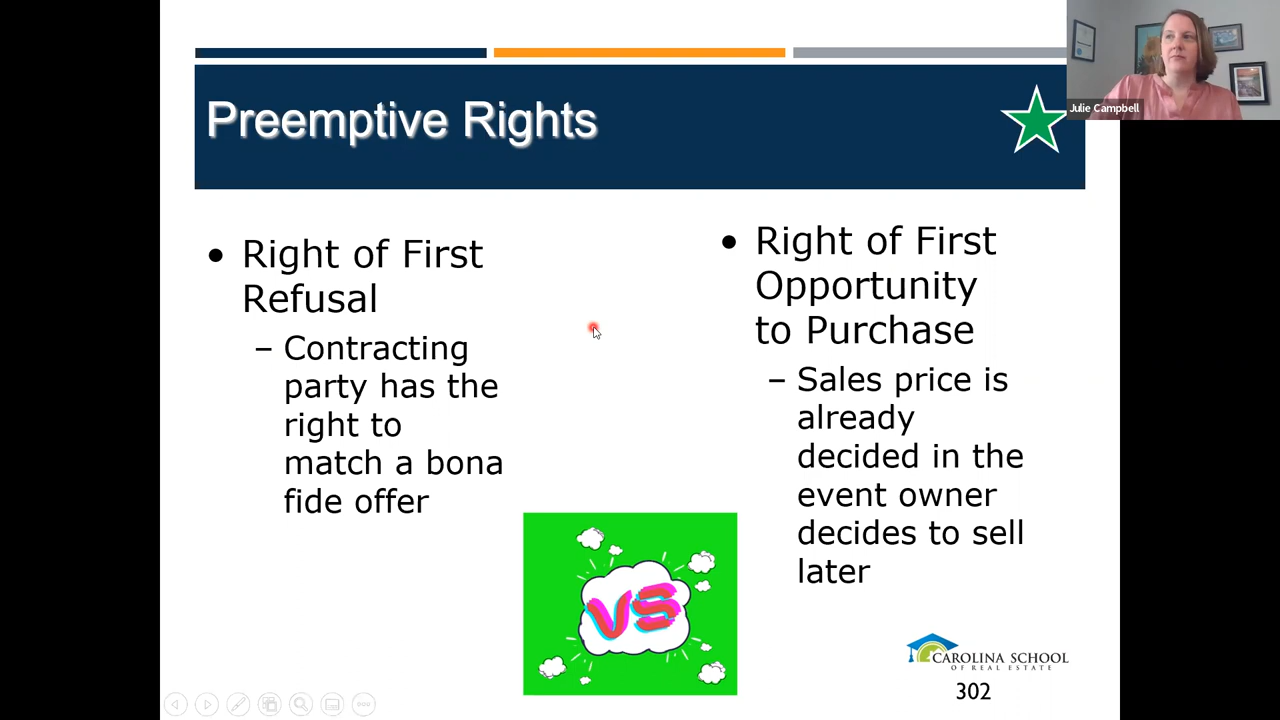 Preemptive Rights
Julie Campbell
• Right of First
Refusal
– Contracting
party has the
right to
match a bona
fide offer
• Right of First
Opportunity
to Purchase
– Sales price is
already
decided in the
event owner
decides to sell
later
VS
CAROLINA SCHOOL
OF REAL ESTATE
302